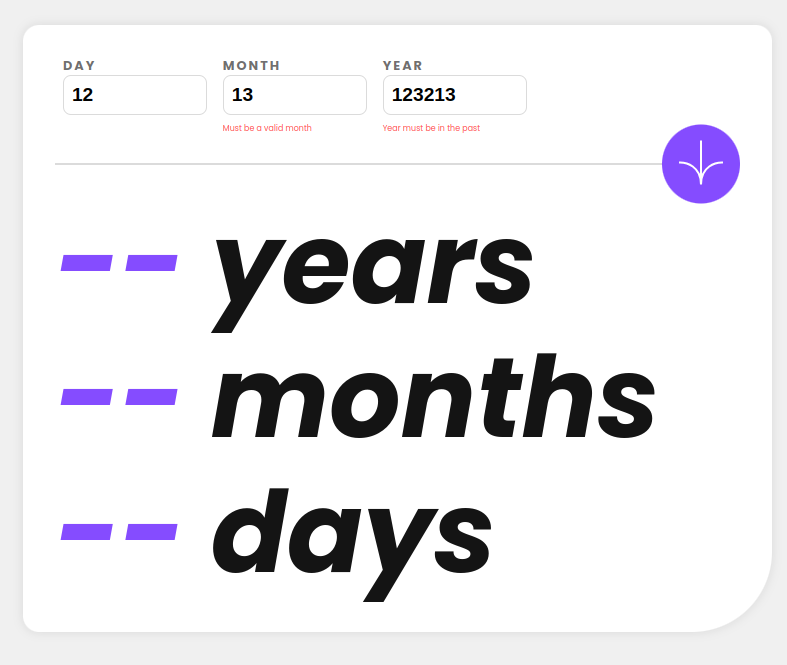 DAY MONTH YEAR
12 13 123213
Must be a valid month Year must be in the past
-- years
-- months
-- days